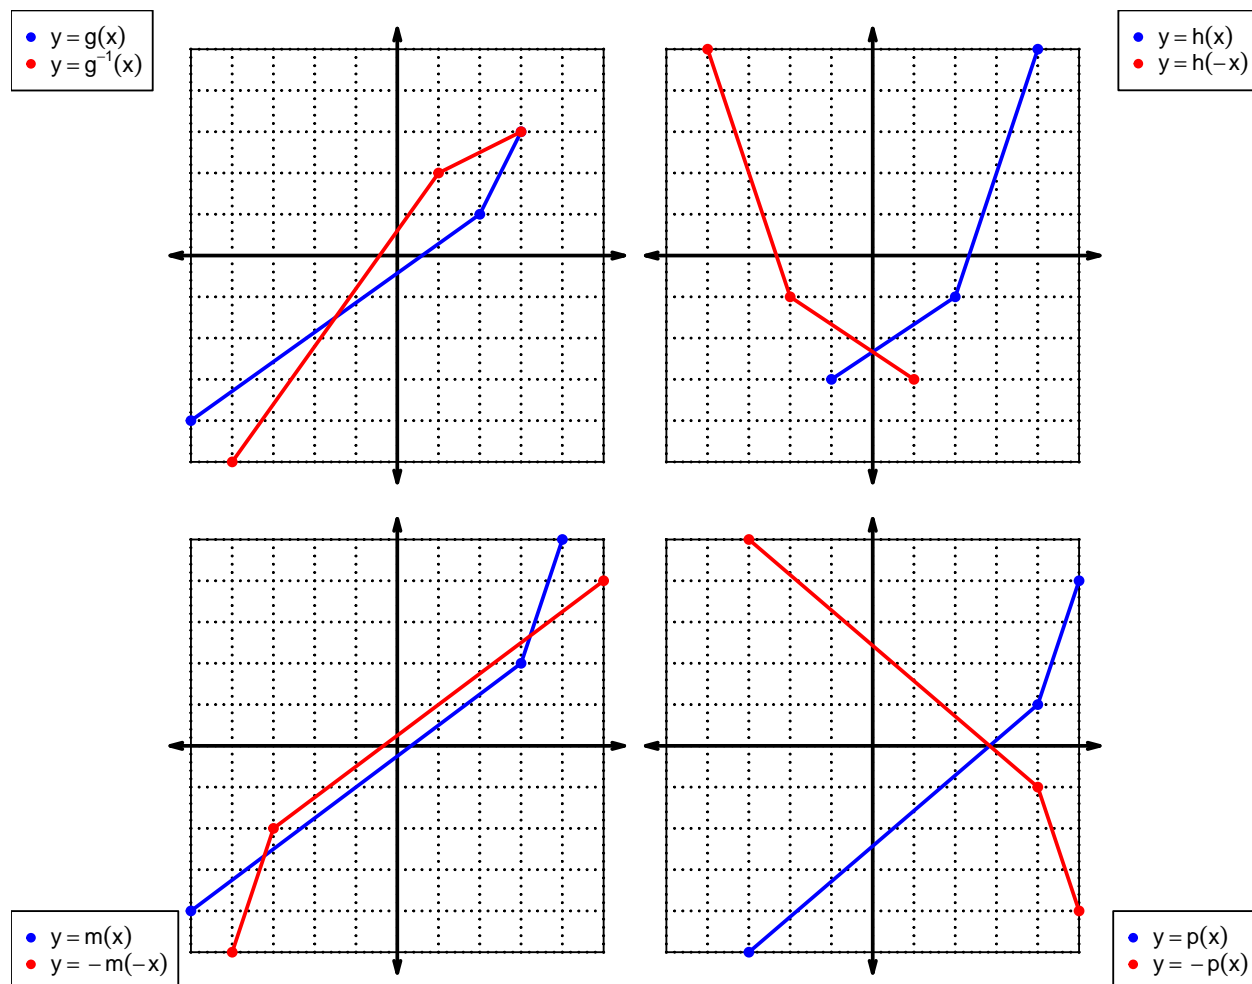 y = g(x)
y = g⁻¹(x)
y = h(x)
y = h(−x)
y = m(x)
y = −m(−x)
y = p(x)
y = −p(x)